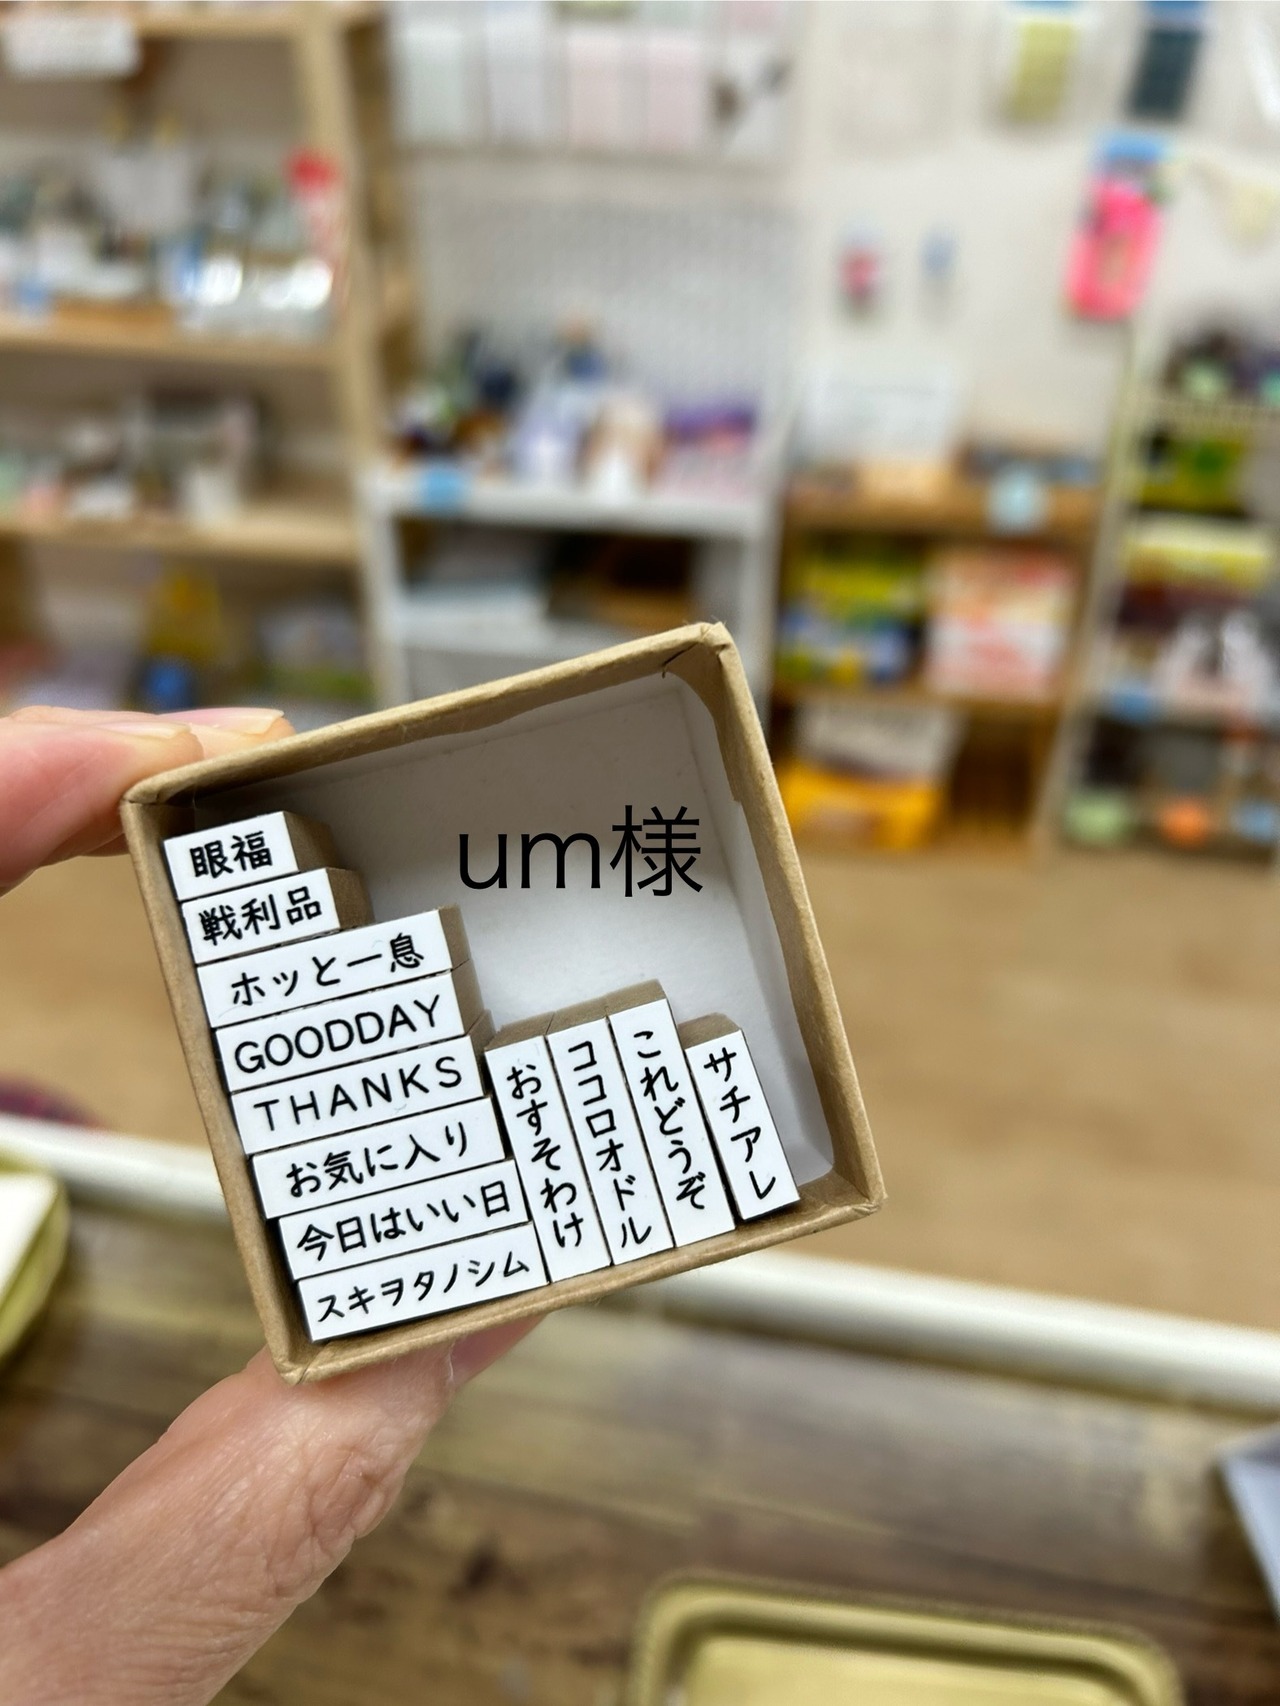 um様
眼福
戦利品
ホッと一息
GOODDAY
THANKS
お気に入り
今日はいい日
スキヲタノシム
おすそわけ
ココロオドル
これどうぞ
サチアレ